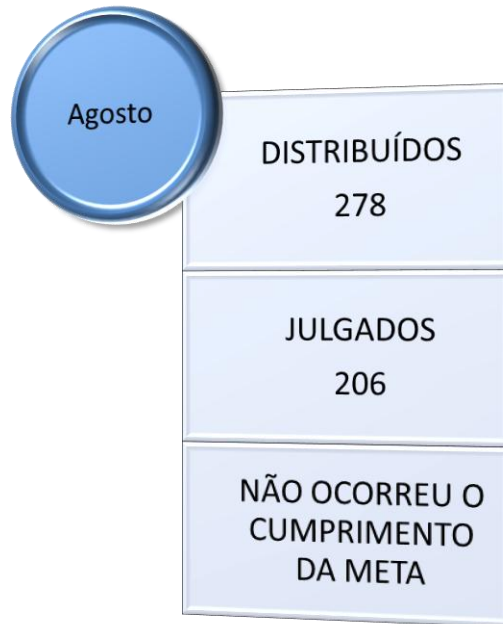 Agosto
DISTRIBUÍDOS
278
JULGADOS
206
NÃO OCORREU O
CUMPRIMENTO
DA META